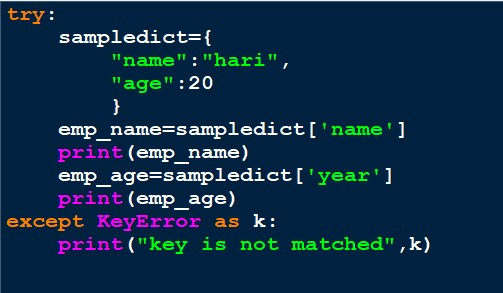 try:
    sampledict={
        "name":"hari",
        "age":20
        }
    emp_name=sampledict['name']
    print(emp_name)
    emp_age=sampledict['year']
    print(emp_age)
except KeyError as k:
    print("key is not matched",k)